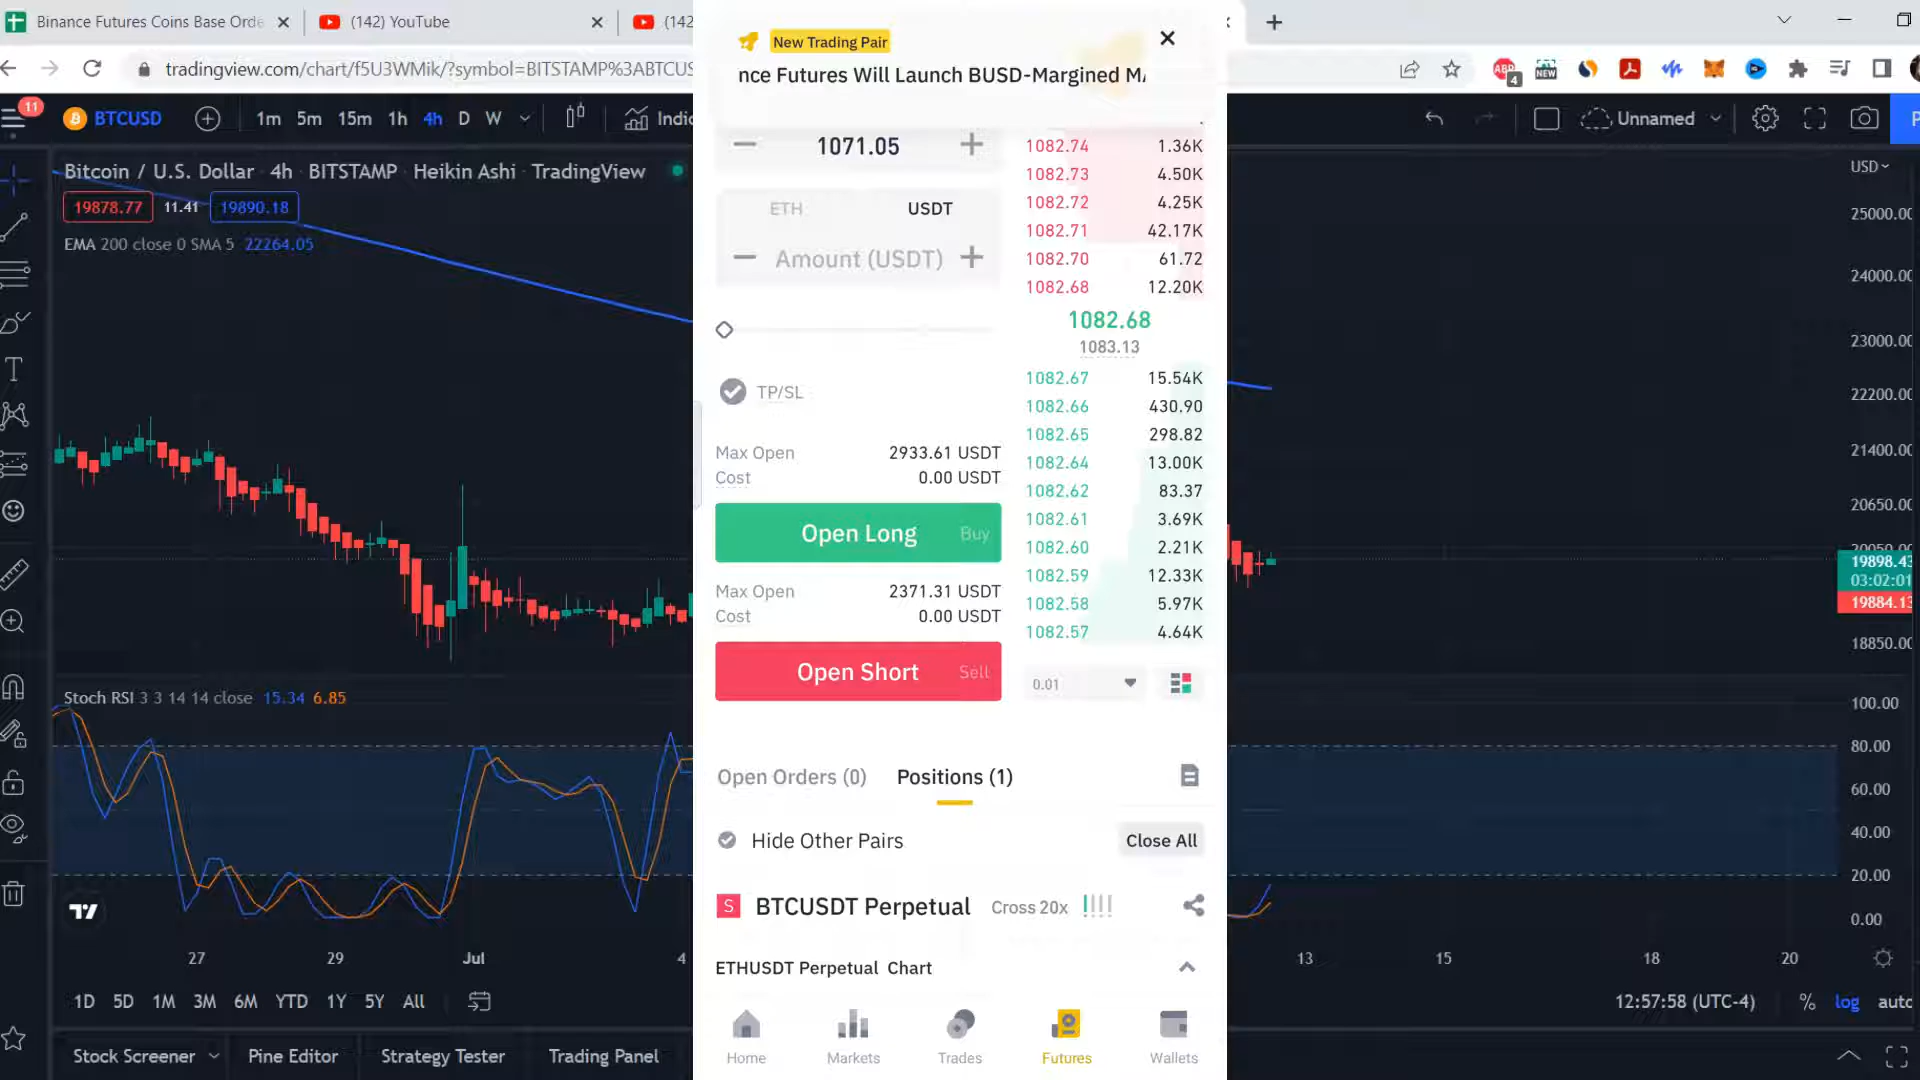 Binance Futures Coins Base Orde
(142) YouTube
(142
tradingview.com/chart/f5U3WMik/?symbol=BITSTAMP%3ABTCUS
ABP
4
NEW
11
BTCUSD
1m 5m 15m 1h 4h D W
Indic
Unnamed
P
Bitcoin / U.S. Dollar · 4h · BITSTAMP · Heikin Ashi · TradingView
19878.77 11.41 19890.18
EMA 200 close 0 SMA 5 22264.05
Stoch RSI 3 3 14 14 close 15.34 6.85
27 29 Jul 4
1D 5D 1M 3M 6M YTD 1Y 5Y All
Stock Screener
Pine Editor
Strategy Tester
Trading Panel
New Trading Pair
nce Futures Will Launch BUSD-Margined MA
1071.05
ETH USDT
Amount (USDT)
TP/SL
Max Open 2933.61 USDT
Cost 0.00 USDT
Open Long Buy
Max Open 2371.31 USDT
Cost 0.00 USDT
Open Short Sell
1082.74 1.36K
1082.73 4.50K
1082.72 4.25K
1082.71 42.17K
1082.70 61.72
1082.68 12.20K
1082.68
1083.13
1082.67 15.54K
1082.66 430.90
1082.65 298.82
1082.64 13.00K
1082.62 83.37
1082.61 3.69K
1082.60 2.21K
1082.59 12.33K
1082.58 5.97K
1082.57 4.64K
0.01
Open Orders (0) Positions (1)
Hide Other Pairs
Close All
S BTCUSDT Perpetual Cross 20x
ETHUSDT Perpetual Chart
Home Markets Trades Futures Wallets
USD
25000.00
24000.00
23000.00
22200.00
21400.00
20650.00
19898.43
03:02:01
19884.13
18850.00
100.00
80.00
60.00
40.00
20.00
0.00
13 15 18 20
12:57:58 (UTC-4) % log auto